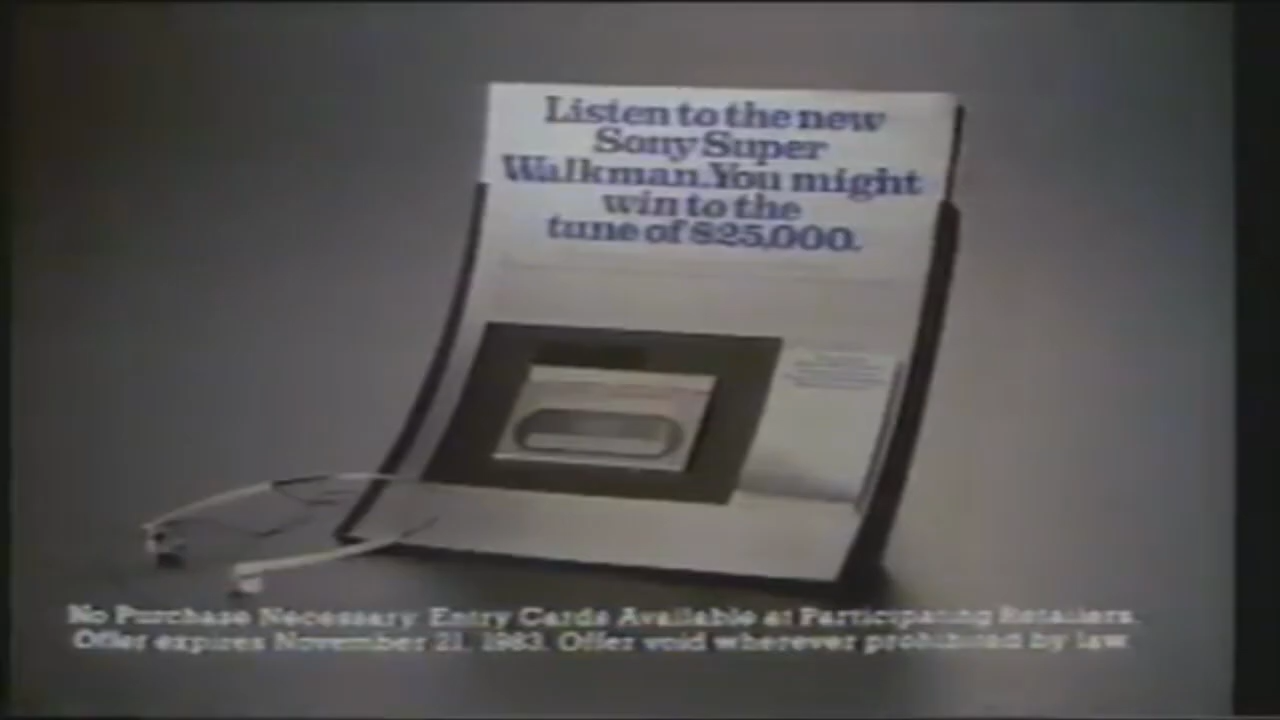 Listen to the new
Sony Super
Walkman. You might
win to the
tune of $25,000.
No Purchase Necessary. Entry Cards Available at Participating Retailers.
Offer expires November 21, 1983. Offer void wherever prohibited by law.